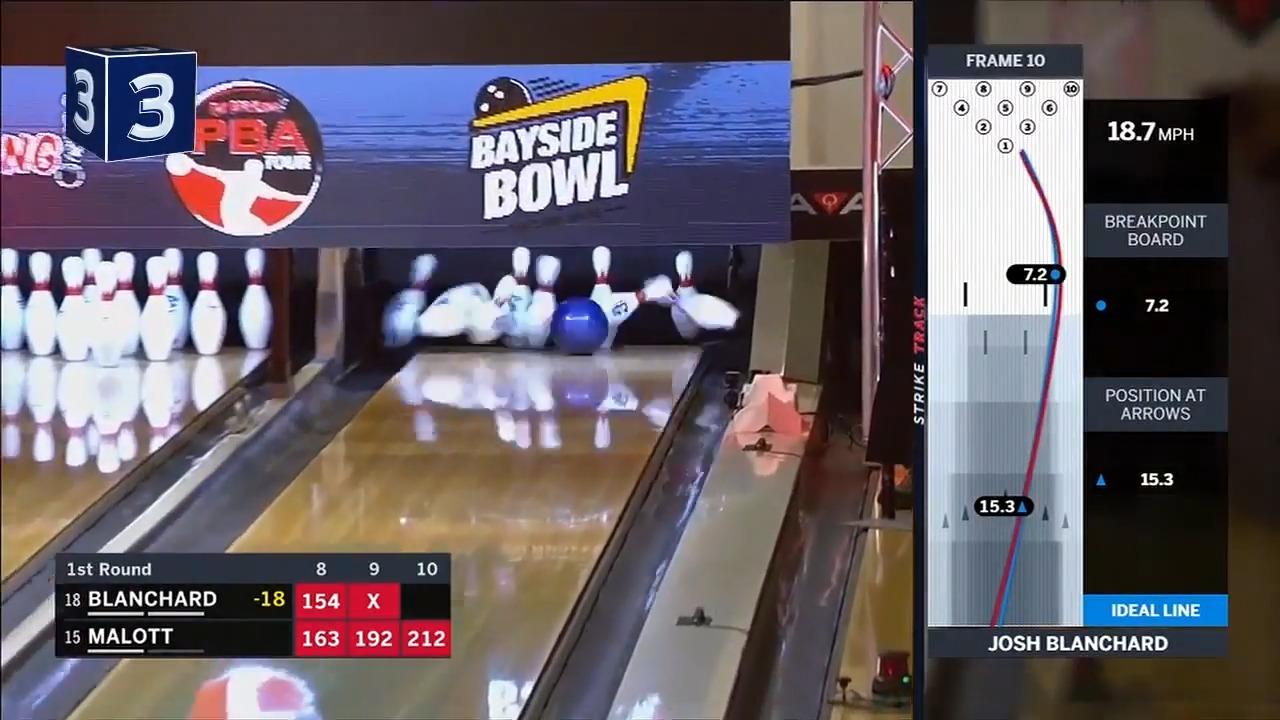 3 3
NG
PBA
TOUR
BAYSIDE
BOWL
FRAME 10
7 8 9 10
4 5 6
2 3
1
18.7 MPH
BREAKPOINT
BOARD
7.2
7.2
POSITION AT
ARROWS
15.3
15.3
STRIKE TRACK
IDEAL LINE
JOSH BLANCHARD
1st Round 8 9 10
18 BLANCHARD -18 154 X
15 MALOTT 163 192 212